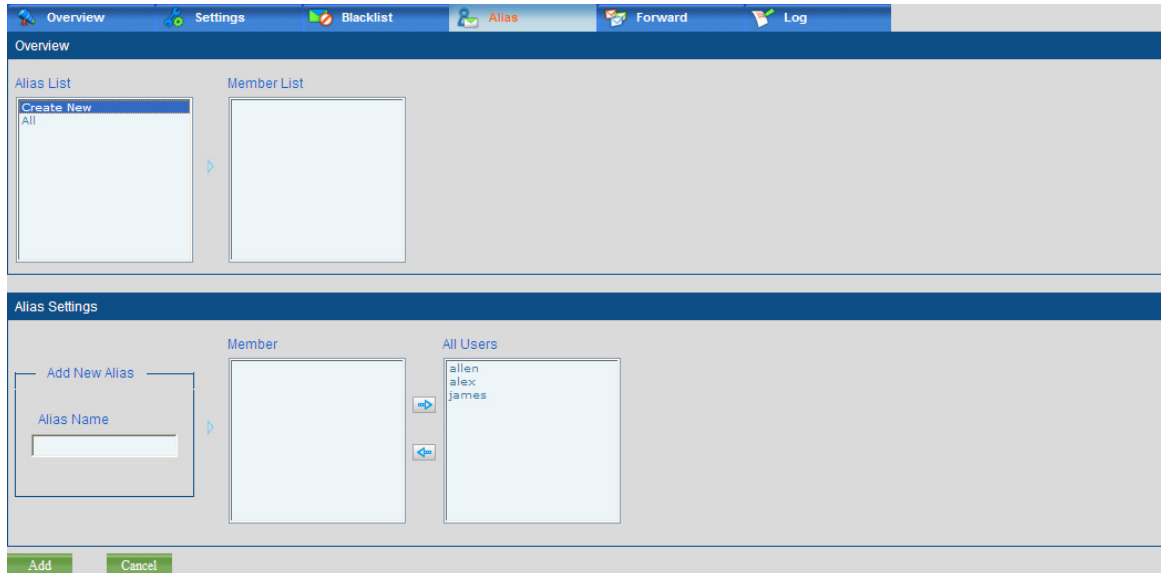 Overview Settings Blacklist Alias Forward Log
Overview
Alias List Member List
Create New
All
Alias Settings
Member All Users
Add New Alias
Alias Name
allen
alex
james
Add Cancel